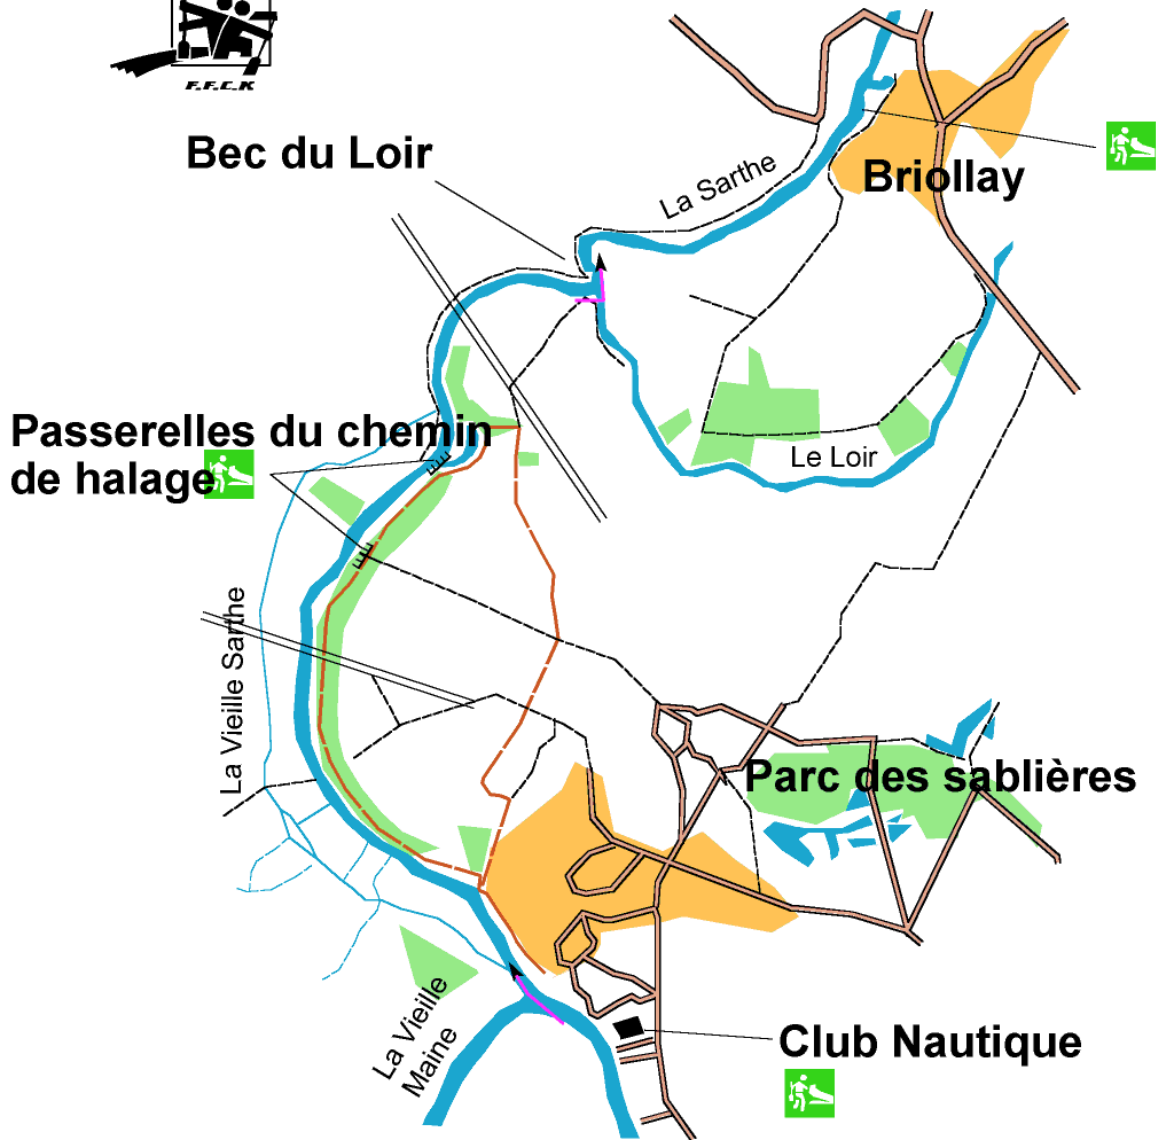 F.F.C.K
Bec du Loir
La Sarthe
Briollay
Passerelles du chemin
de halage
Le Loir
La Vieille Sarthe
Parc des sablières
La Vieille
Maine
Club Nautique